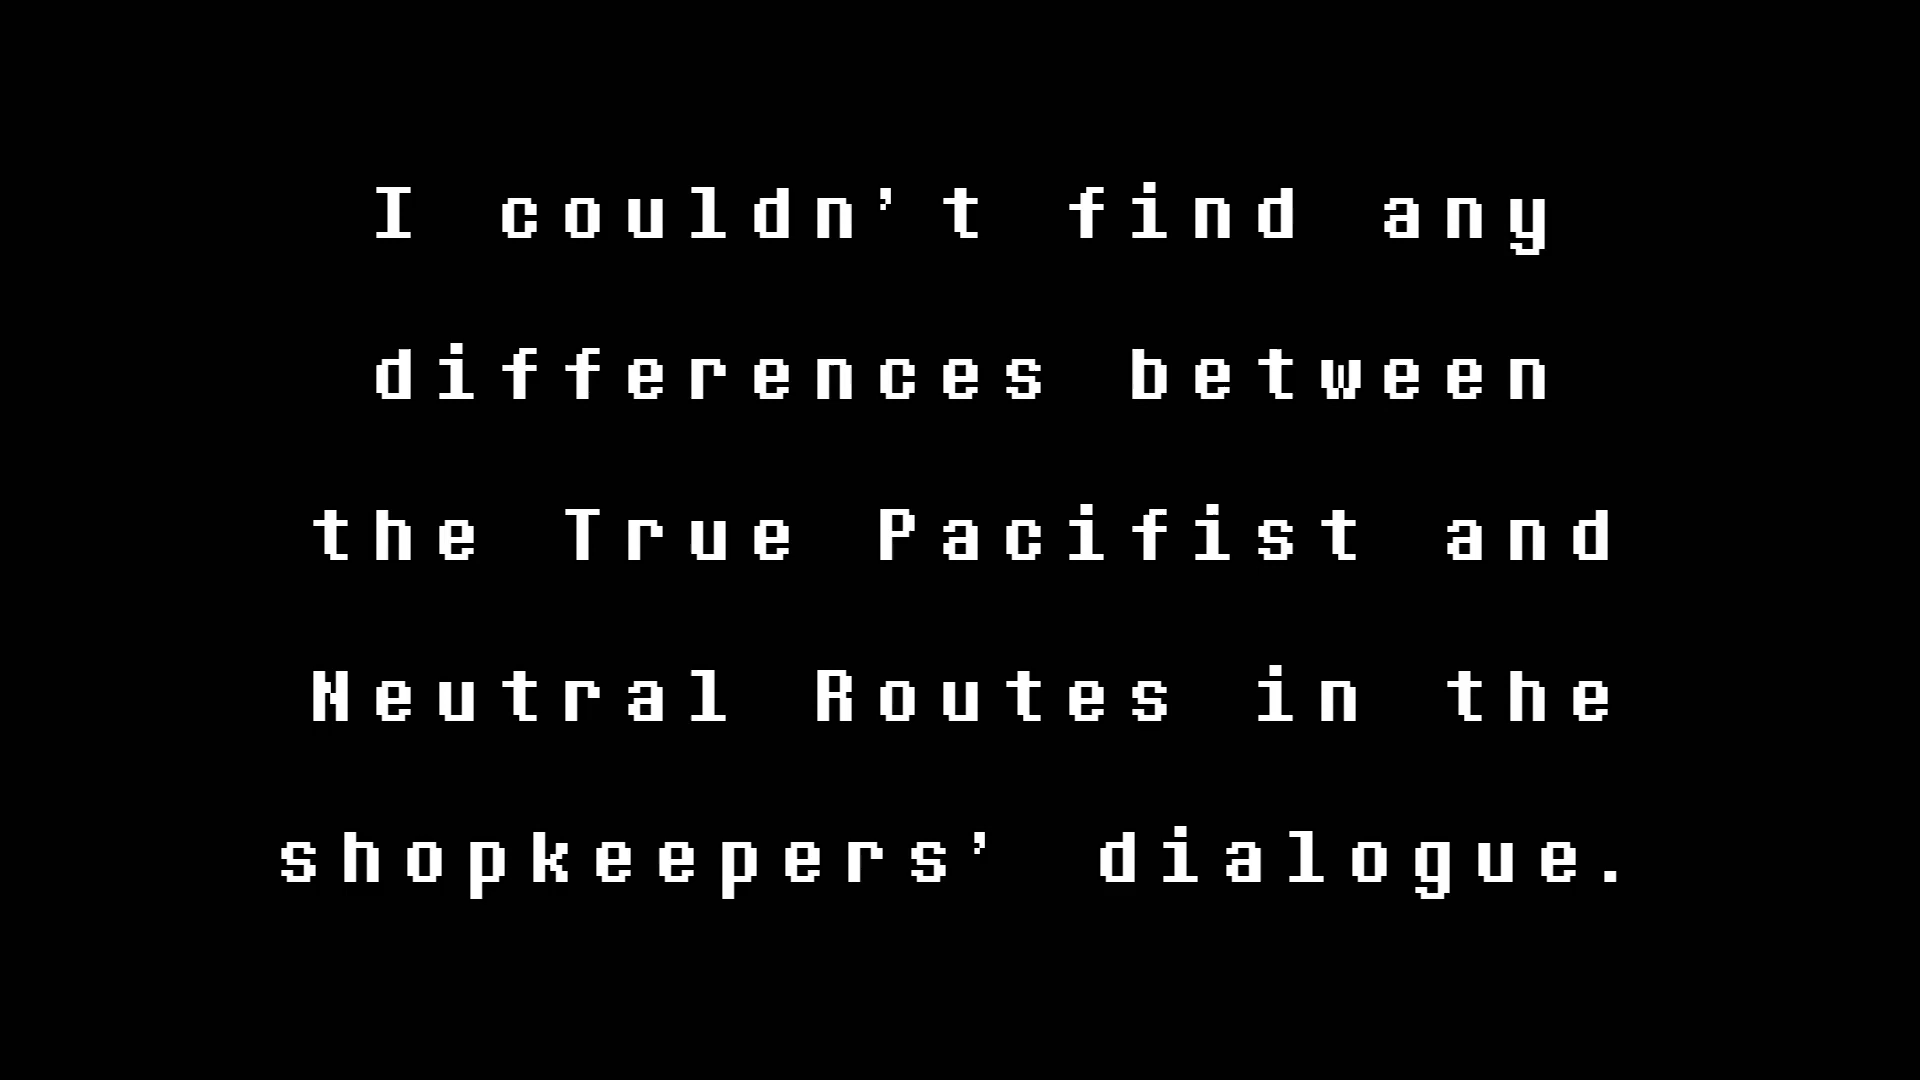 I couldn't find any
differences between
the True Pacifist and
Neutral Routes in the
shopkeepers' dialogue.